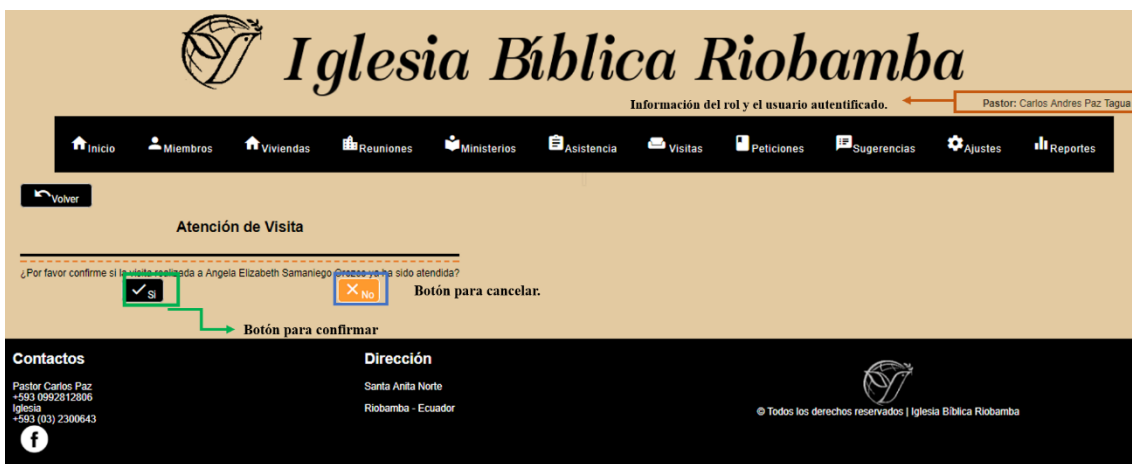 Iglesia Bíblica Riobamba
Información del rol y el usuario autentificado.
Pastor: Carlos Andres Paz Tagua
Inicio Miembros Viviendas Reuniones Ministerios Asistencia Visitas Peticiones Sugerencias Ajustes Reportes
Volver
Atención de Visita
¿Por favor confirme si la visita realizada a Angela Elizabeth Samaniego Orozco ya ha sido atendida?
Si
No
Botón para cancelar.
Botón para confirmar
Contactos
Pastor Carlos Paz
+593 0992812806
Iglesia
+593 (03) 2300643
Dirección
Santa Anita Norte
Riobamba - Ecuador
© Todos los derechos reservados | Iglesia Bíblica Riobamba